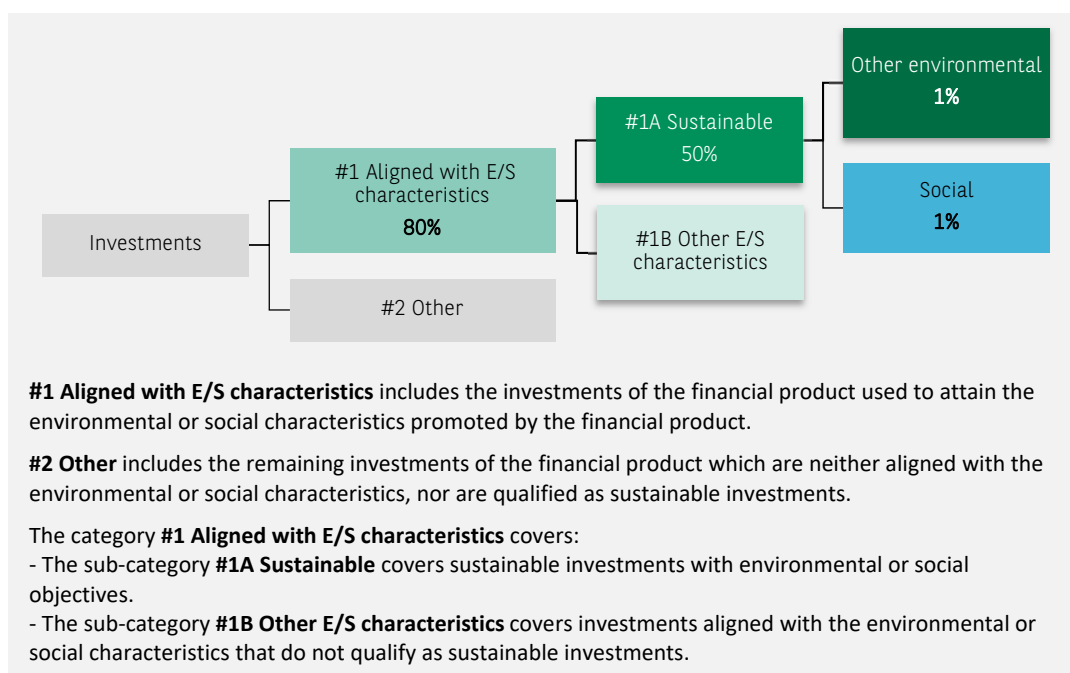 Other environmental
1%
#1A Sustainable
50%
#1 Aligned with E/S
characteristics
80%
Social
1%
Investments
#1B Other E/S
characteristics
#2 Other
#1 Aligned with E/S characteristics includes the investments of the financial product used to attain the
environmental or social characteristics promoted by the financial product.
#2 Other includes the remaining investments of the financial product which are neither aligned with the
environmental or social characteristics, nor are qualified as sustainable investments.
The category #1 Aligned with E/S characteristics covers:
- The sub-category #1A Sustainable covers sustainable investments with environmental or social
objectives.
- The sub-category #1B Other E/S characteristics covers investments aligned with the environmental or
social characteristics that do not qualify as sustainable investments.